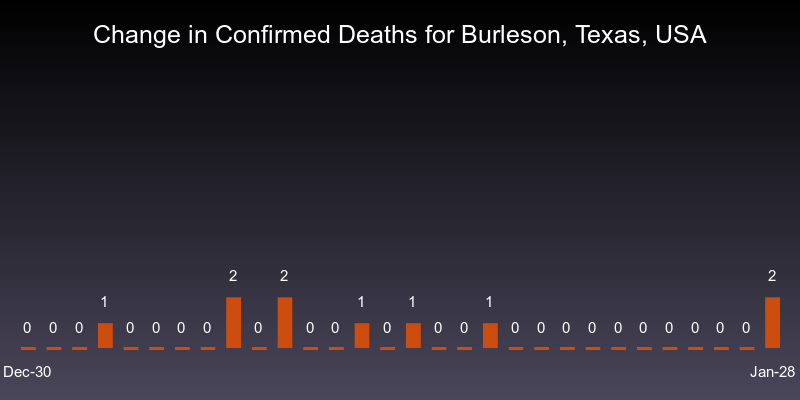 Change in Confirmed Deaths for Burleson, Texas, USA
2 2 2
1 1 1 1
0 0 0 0 0 0 0 0 0 0 0 0 0 0 0 0 0 0 0 0 0 0 0
Dec-30 Jan-28